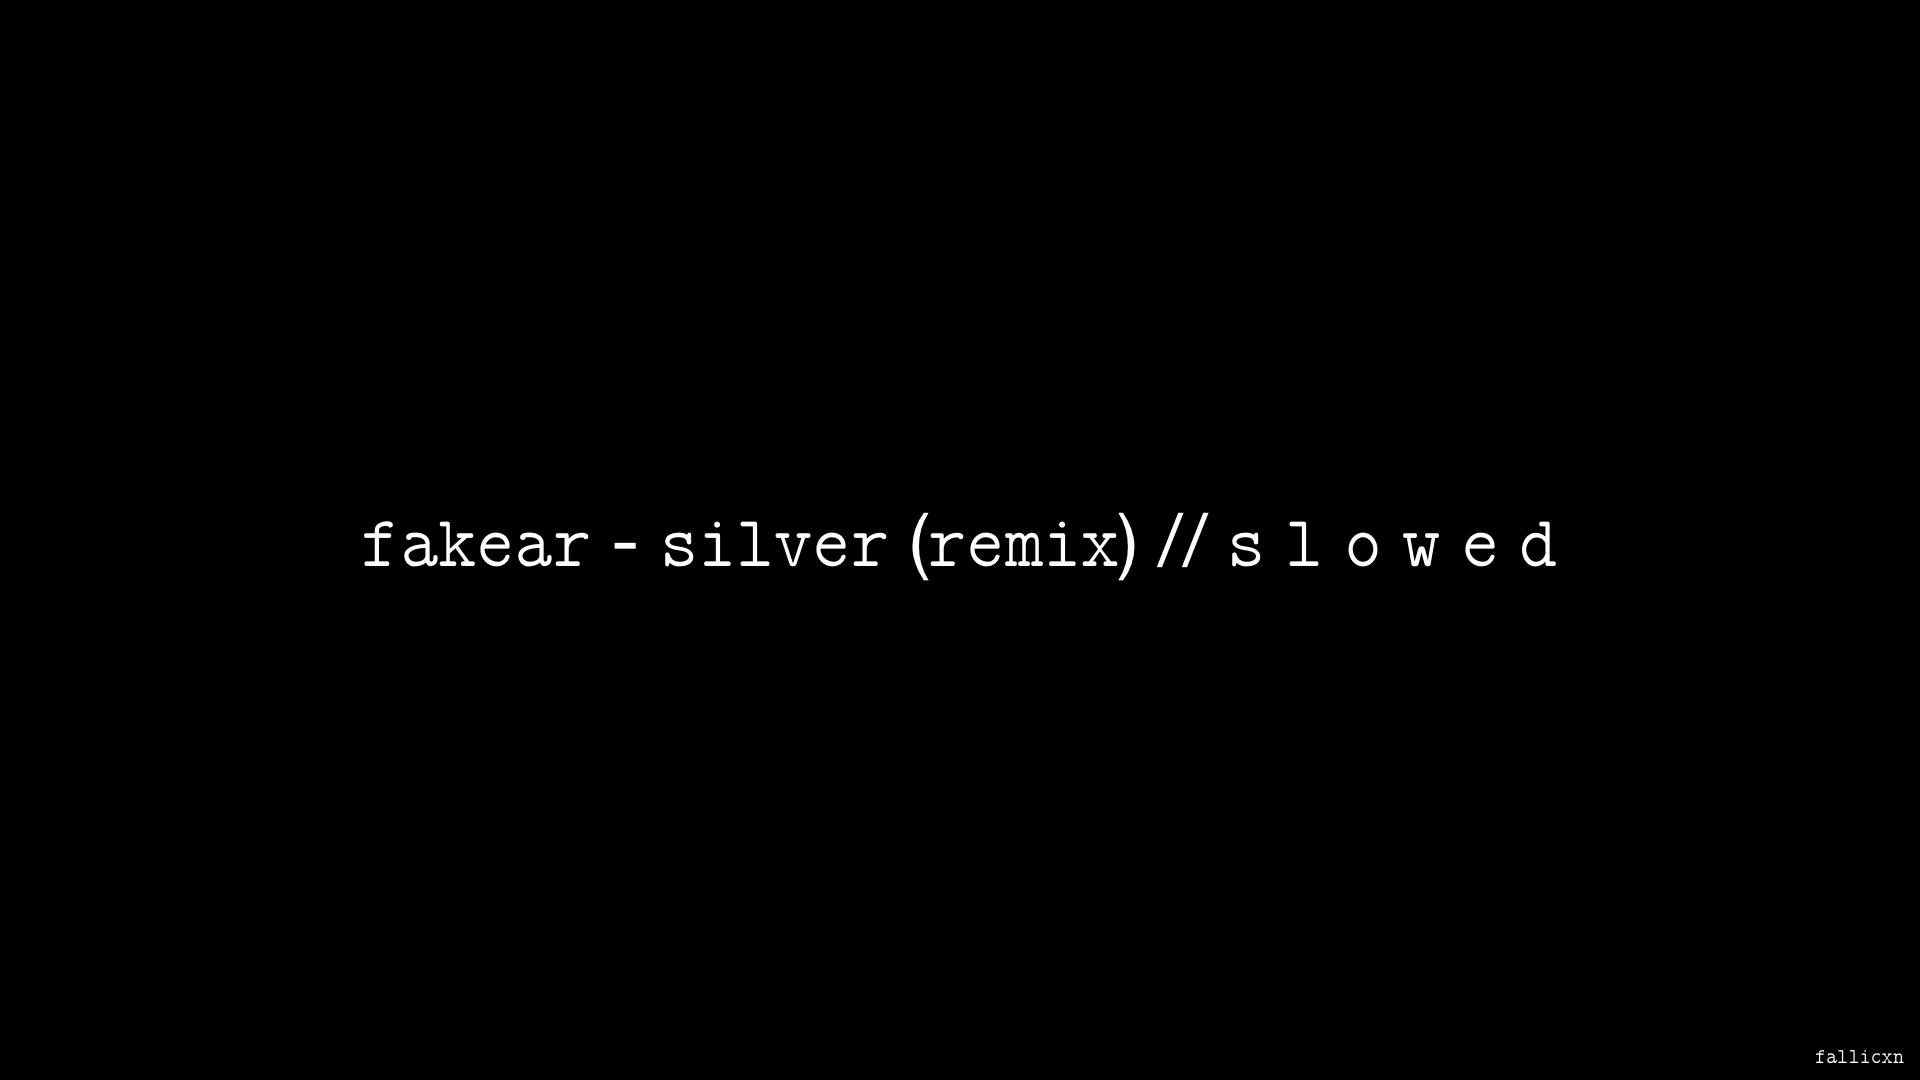 fakear - silver (remix) // s l o w e d
fallicxn